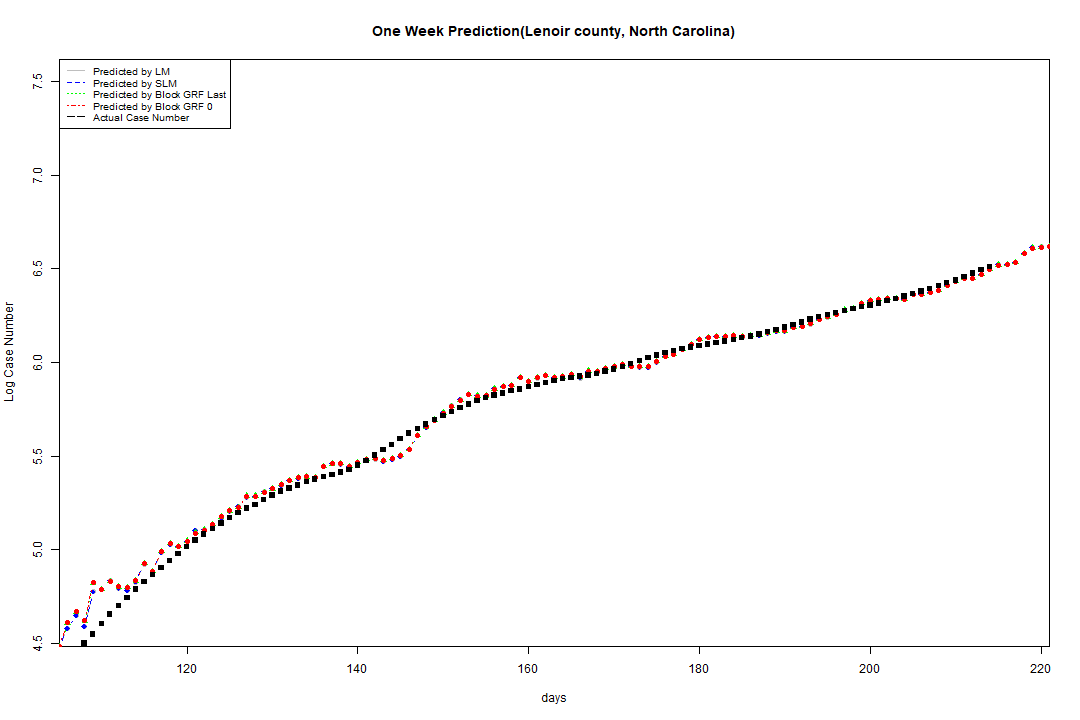 One Week Prediction(Lenoir county, North Carolina)
Predicted by LM
Predicted by SLM
Predicted by Block GRF Last
Predicted by Block GRF 0
Actual Case Number
7.5
7.0
6.5
6.0
5.5
5.0
4.5
Log Case Number
120 140 160 180 200 220
days